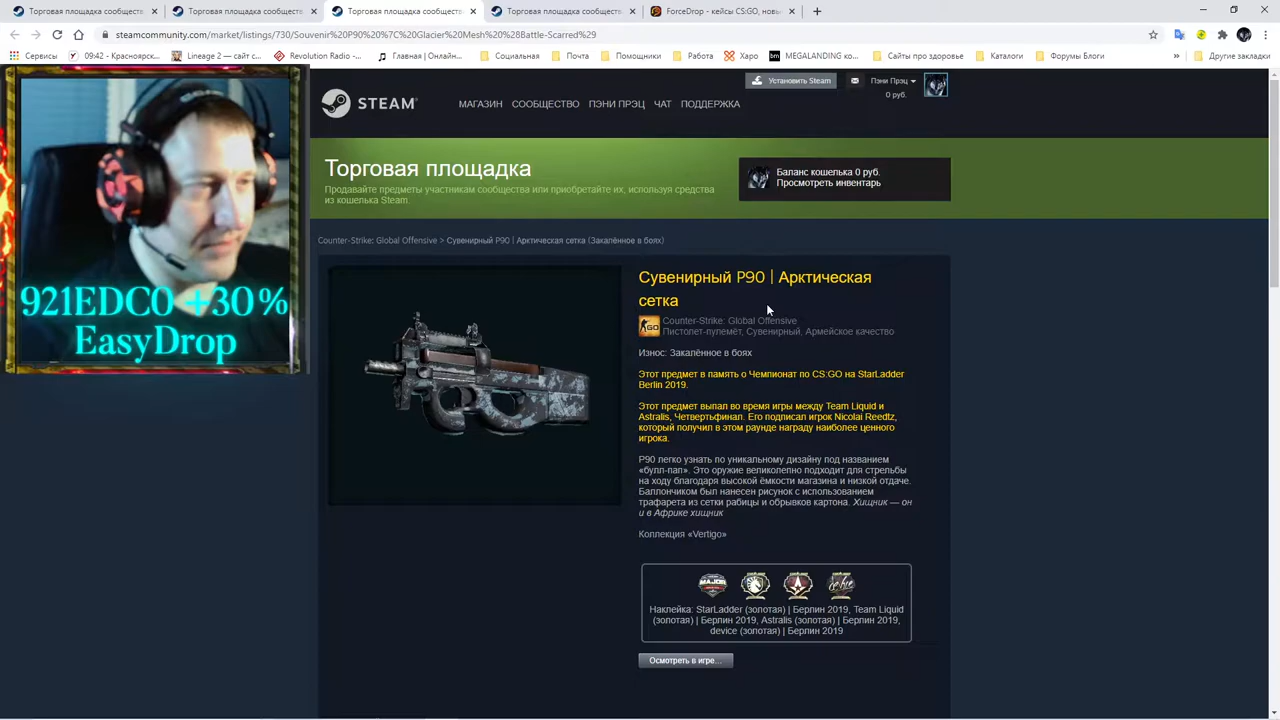 Торговая площадка сообществ
Торговая площадка сообществ
Торговая площадка сообществ
Торговая площадка сообществ
ForceDrop - кейсы CS:GO, новы
steamcommunity.com/market/listings/730/Souvenir%20P90%20%7C%20Glacier%20Mesh%20%28Battle-Scarred%29
Сервисы
09:42 - Красноярск...
Lineage 2 — сайт с...
Revolution Radio -...
Главная | Онлайн...
Социальная
Почта
Помощники
Работа
Харо
MEGALANDING ко...
Сайты про здоровье
Каталоги
Форумы Блоги
Другие закладки
Установить Steam
Пэни Прэц
0 руб.
STEAM
МАГАЗИН СООБЩЕСТВО ПЭНИ ПРЭЦ ЧАТ ПОДДЕРЖКА
Торговая площадка
Продавайте предметы участникам сообщества или приобретайте их, используя средства
из кошелька Steam.
Баланс кошелька 0 руб.
Просмотреть инвентарь
Counter-Strike: Global Offensive > Сувенирный P90 | Арктическая сетка (Закалённое в боях)
Сувенирный P90 | Арктическая
сетка
Counter-Strike: Global Offensive
Пистолет-пулемёт, Сувенирный, Армейское качество
Износ: Закалённое в боях
Этот предмет в память о Чемпионат по CS:GO на StarLadder
Berlin 2019.
Этот предмет выпал во время игры между Team Liquid и
Astralis, Четвертьфинал. Его подписал игрок Nicolai Reedtz,
который получил в этом раунде награду наиболее ценного
игрока.
P90 легко узнать по уникальному дизайну под названием
«булл-пап». Это оружие великолепно подходит для стрельбы
на ходу благодаря высокой ёмкости магазина и низкой отдаче.
Баллончиком был нанесен рисунок с использованием
трафарета из сетки рабицы и обрывков картона. Хищник — он
и в Африке хищник
Коллекция «Vertigo»
Наклейка: StarLadder (золотая) | Берлин 2019, Team Liquid
(золотая) | Берлин 2019, Astralis (золотая) | Берлин 2019,
device (золотая) | Берлин 2019
Осмотреть в игре...
921EDC0 +30%
EasyDrop